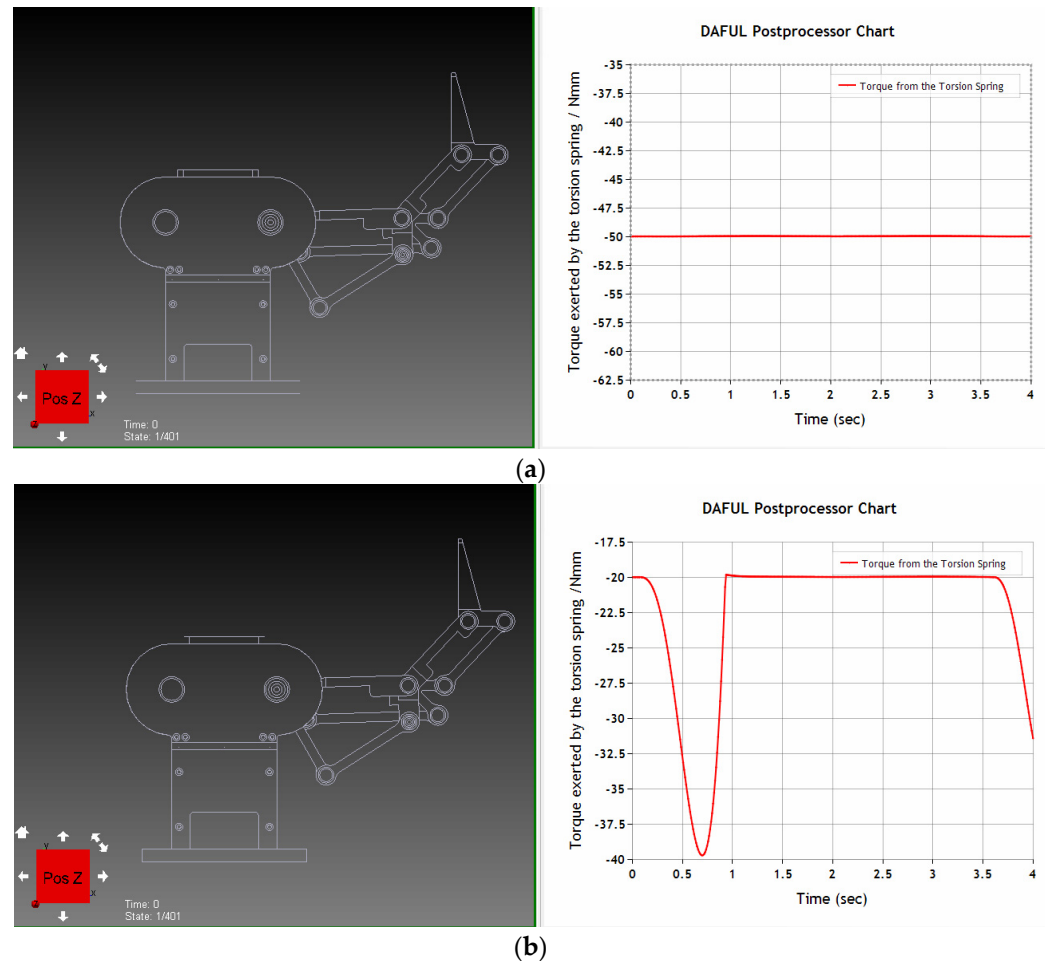 DAFUL Postprocessor Chart
Torque exerted by the torsion spring / Nmm
-35
-37.5
-40
-42.5
-45
-47.5
-50
-52.5
-55
-57.5
-60
-62.5
Torque from the Torsion Spring
0 0.5 1 1.5 2 2.5 3 3.5 4
Time (sec)
y
Pos Z
x
Time: 0
State: 1/401
(a)
DAFUL Postprocessor Chart
Torque exerted by the torsion spring /Nmm
-17.5
-20
-22.5
-25
-27.5
-30
-32.5
-35
-37.5
-40
Torque from the Torsion Spring
0 0.5 1 1.5 2 2.5 3 3.5 4
Time (sec)
y
Pos Z
x
Time: 0
State: 1/401
(b)